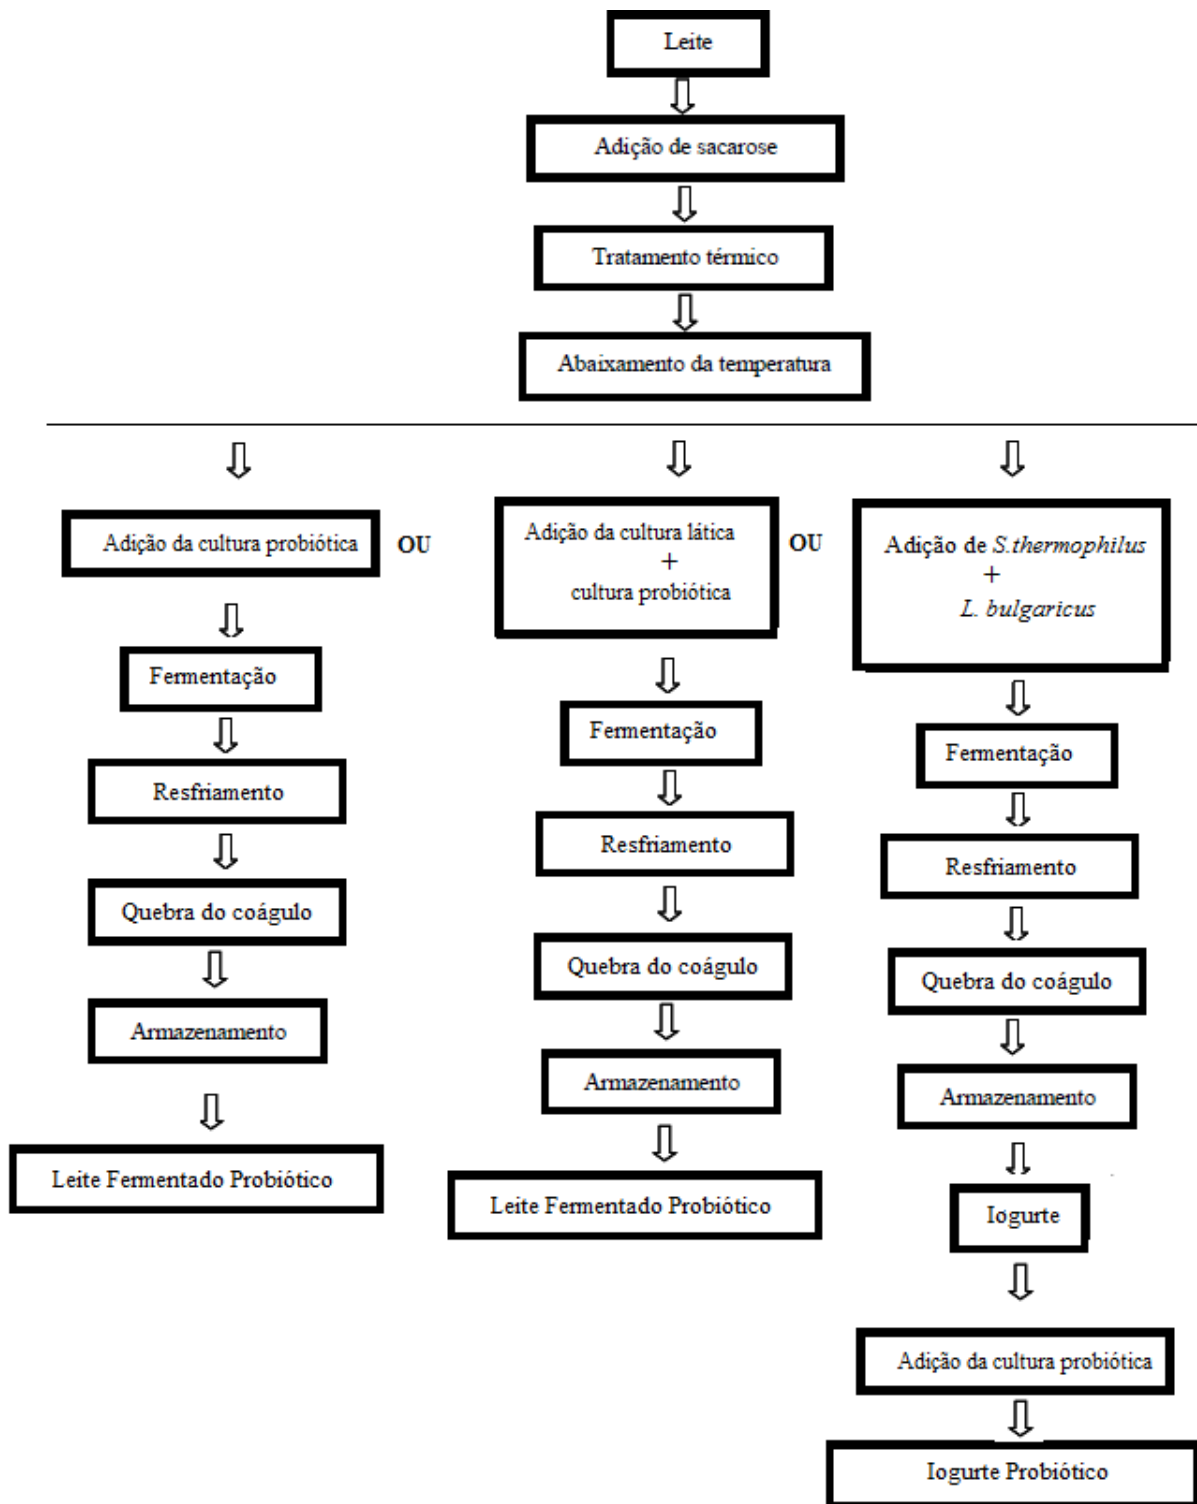 Leite
Adição de sacarose
Tratamento térmico
Abaixamento da temperatura
Adição da cultura probiótica
OU
Adição da cultura lática
+
cultura probiótica
OU
Adição de S.thermophilus
+
L. bulgaricus
Fermentação
Resfriamento
Quebra do coágulo
Armazenamento
Leite Fermentado Probiótico
Fermentação
Resfriamento
Quebra do coágulo
Armazenamento
Leite Fermentado Probiótico
Fermentação
Resfriamento
Quebra do coágulo
Armazenamento
Iogurte
Adição da cultura probiótica
Iogurte Probiótico